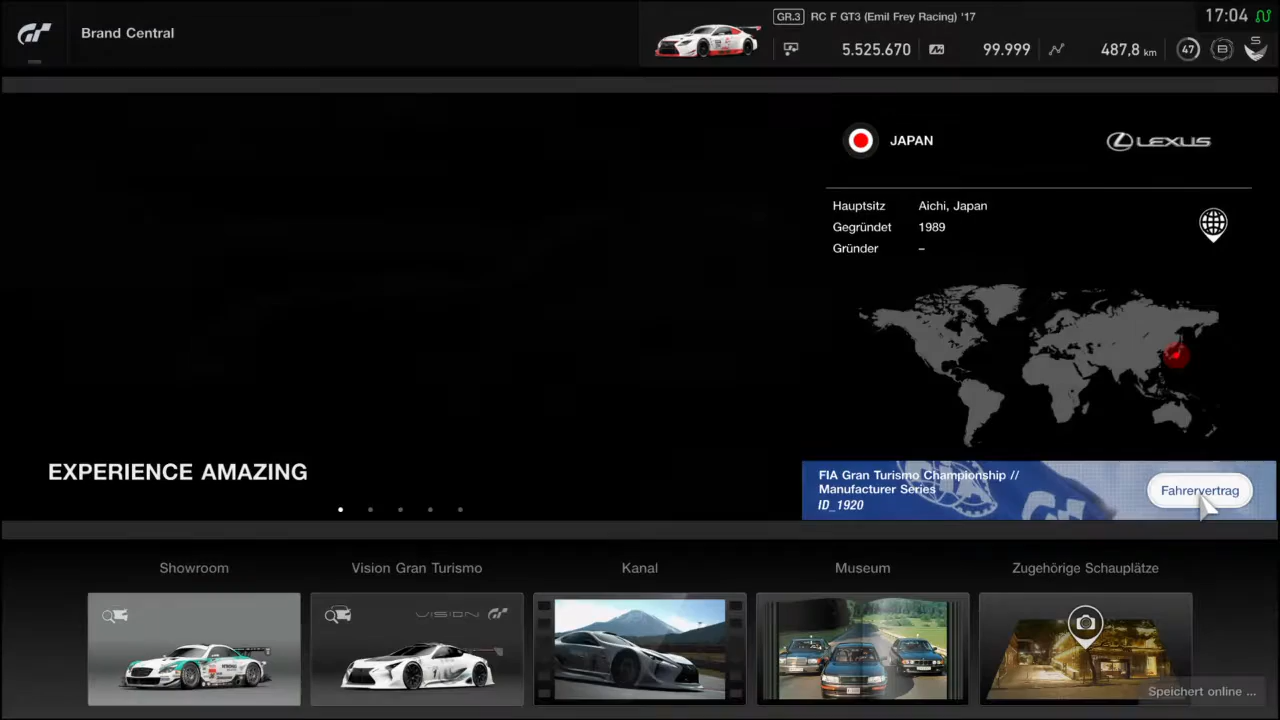 Brand Central
GR.3 RC F GT3 (Emil Frey Racing) '17
17:04
5.525.670
99.999
487,8 km
47
B
S
JAPAN
LEXUS
Hauptsitz Aichi, Japan
Gegründet 1989
Gründer –
EXPERIENCE AMAZING
FIA Gran Turismo Championship //
Manufacturer Series
ID_1920
Fahrervertrag
Showroom
Vision Gran Turismo
Kanal
Museum
Zugehörige Schauplätze
VISION GT
Speichert online ...